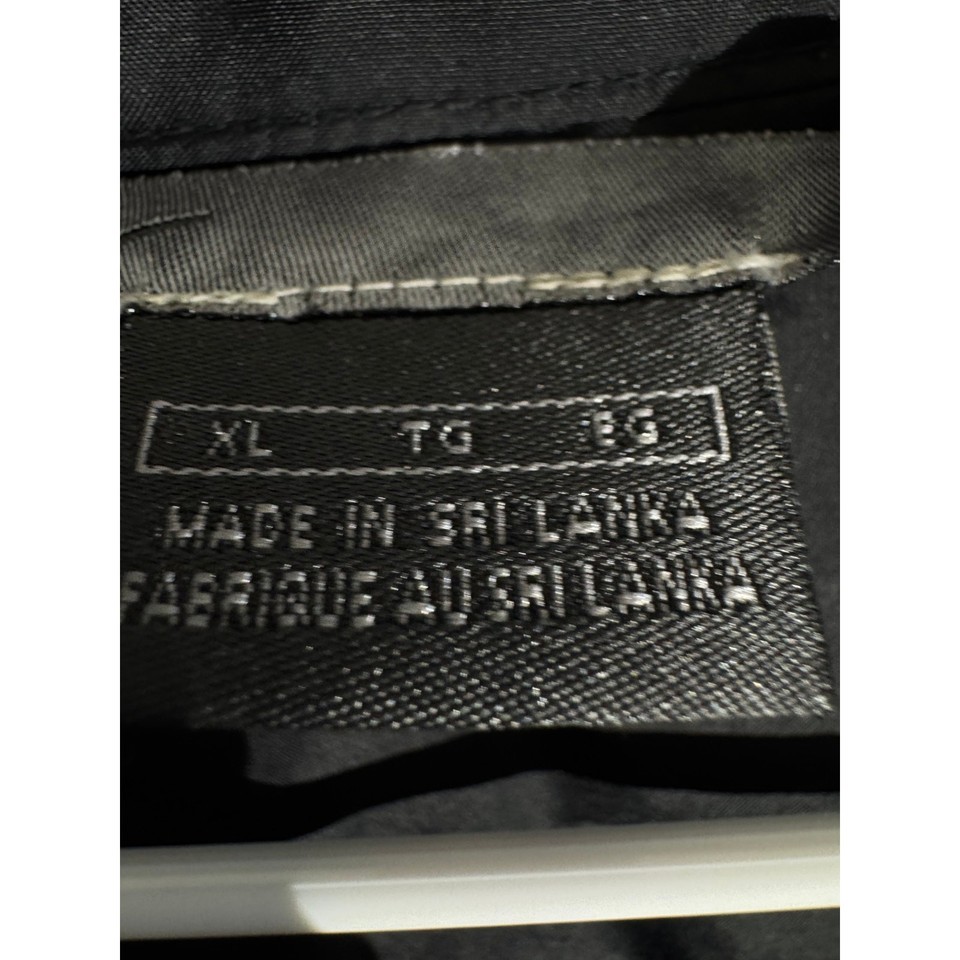 XL TG EG
MADE IN SRI LANKA
FABRIQUE AU SRI LANKA